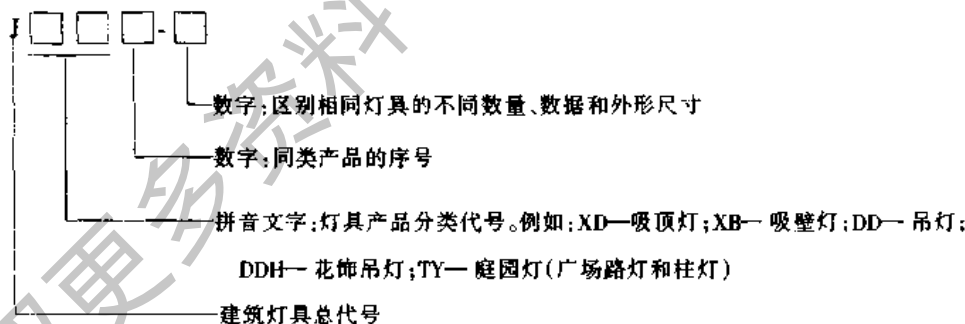 J □ □ □ - □
数字;区别相同灯具的不同数量、数据和外形尺寸
数字;同类产品的序号
拼音文字;灯具产品分类代号。例如:XD—吸顶灯;XB—吸壁灯;DD—吊灯;
DDH—花饰吊灯;TY—庭园灯(广场路灯和柱灯)
建筑灯具总代号
更多资料